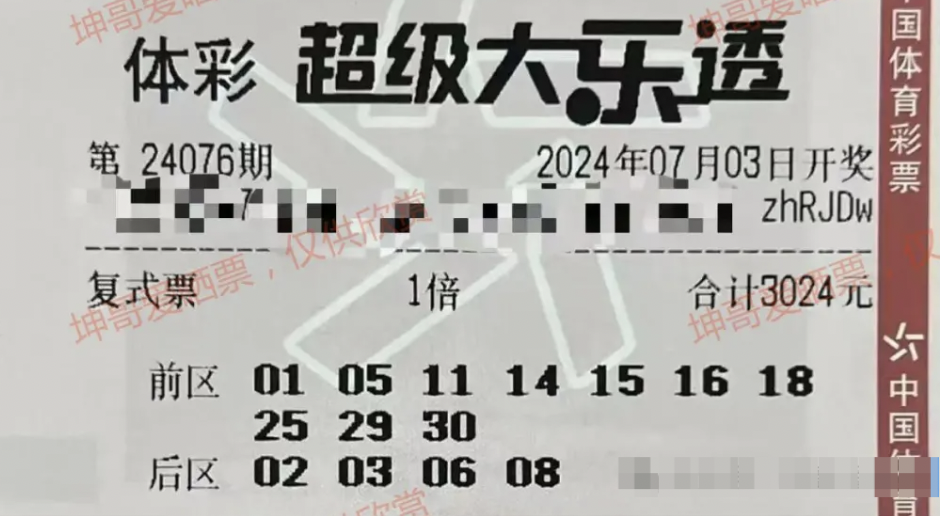 坤哥爱晒票，仅供欣赏
体彩 超级大乐透
第 24076期 2024年07月03日开奖
7 zhRJDw
复式票 1倍 合计3024元
前区 01 05 11 14 15 16 18
25 29 30
后区 02 03 06 08
中国体育彩票
中国体育